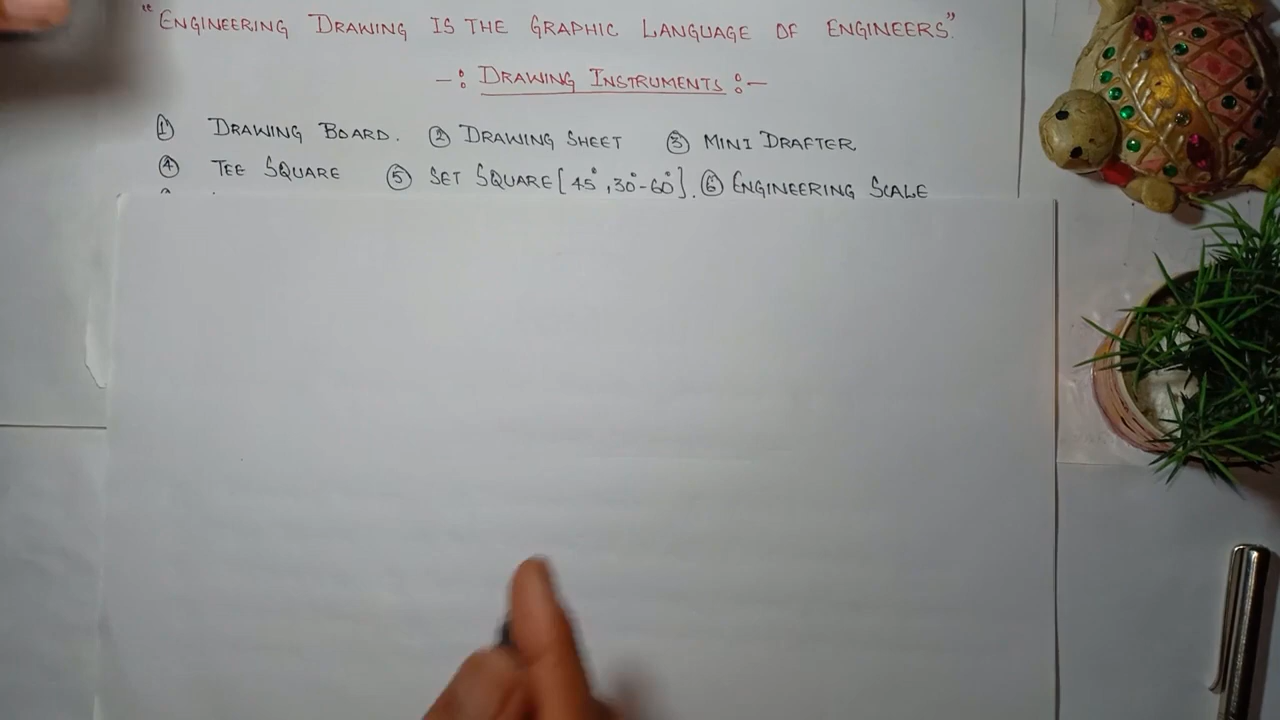 "ENGINEERING DRAWING IS THE GRAPHIC LANGUAGE OF ENGINEERS".
-: DRAWING INSTRUMENTS :-
① DRAWING BOARD. ② DRAWING SHEET ③ MINI DRAFTER
④ TEE SQUARE ⑤ SET SQUARE [45°, 30°-60°]. ⑥ ENGINEERING SCALE